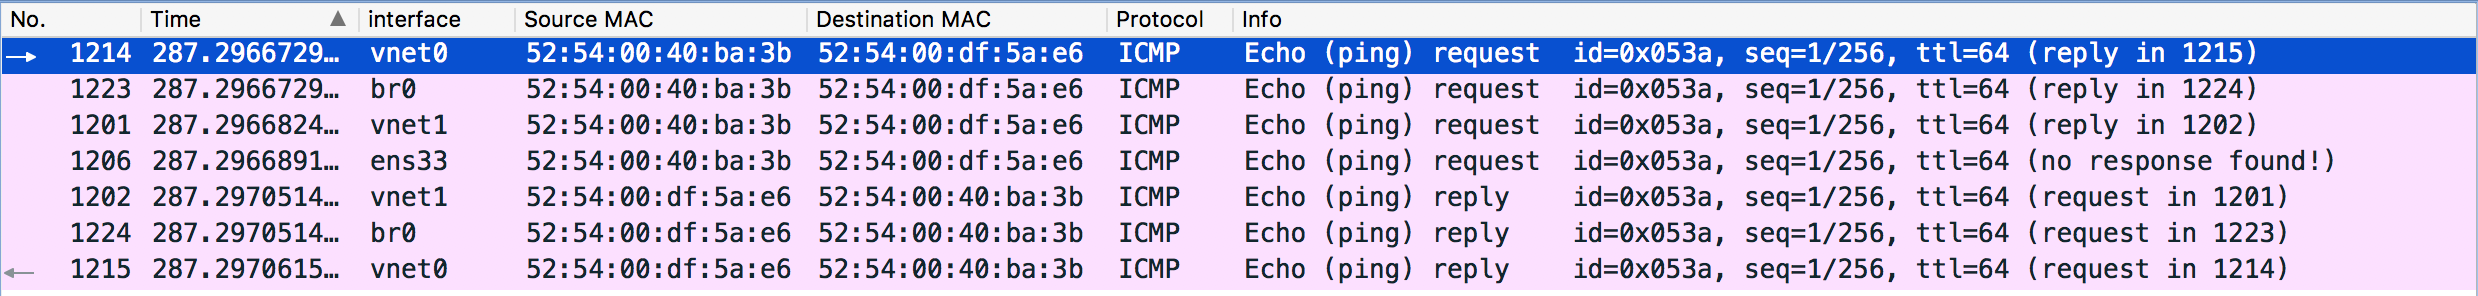 No. Time interface Source MAC Destination MAC Protocol Info
1214 287.2966729… vnet0 52:54:00:40:ba:3b 52:54:00:df:5a:e6 ICMP Echo (ping) request id=0x053a, seq=1/256, ttl=64 (reply in 1215)
1223 287.2966729… br0 52:54:00:40:ba:3b 52:54:00:df:5a:e6 ICMP Echo (ping) request id=0x053a, seq=1/256, ttl=64 (reply in 1224)
1201 287.2966824… vnet1 52:54:00:40:ba:3b 52:54:00:df:5a:e6 ICMP Echo (ping) request id=0x053a, seq=1/256, ttl=64 (reply in 1202)
1206 287.2966891… ens33 52:54:00:40:ba:3b 52:54:00:df:5a:e6 ICMP Echo (ping) request id=0x053a, seq=1/256, ttl=64 (no response found!)
1202 287.2970514… vnet1 52:54:00:df:5a:e6 52:54:00:40:ba:3b ICMP Echo (ping) reply id=0x053a, seq=1/256, ttl=64 (request in 1201)
1224 287.2970514… br0 52:54:00:df:5a:e6 52:54:00:40:ba:3b ICMP Echo (ping) reply id=0x053a, seq=1/256, ttl=64 (request in 1223)
1215 287.2970615… vnet0 52:54:00:df:5a:e6 52:54:00:40:ba:3b ICMP Echo (ping) reply id=0x053a, seq=1/256, ttl=64 (request in 1214)